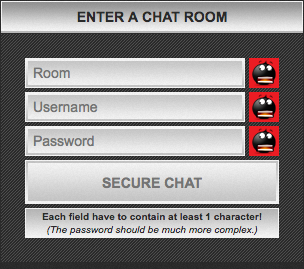 ENTER A CHAT ROOM
Room
Username
Password
SECURE CHAT
Each field have to contain at least 1 character!
(The password should be much more complex.)